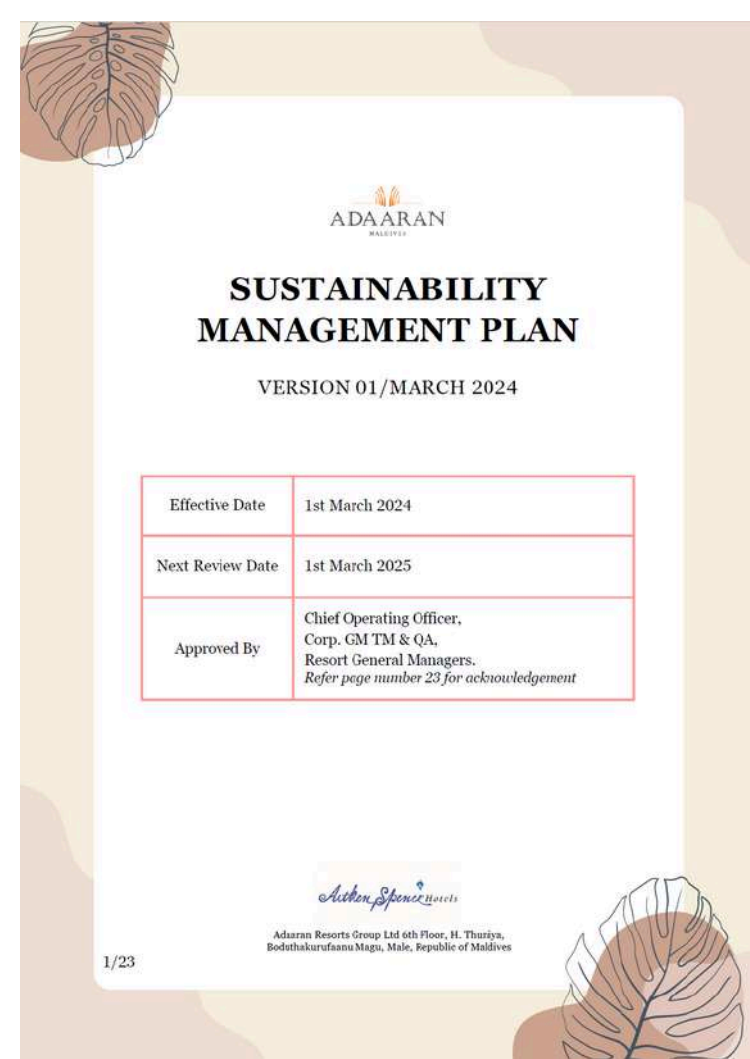 ADAARAN
MALDIVES
SUSTAINABILITY
MANAGEMENT PLAN
VERSION 01/MARCH 2024
Effective Date
1st March 2024
Next Review Date
1st March 2025
Approved By
Chief Operating Officer,
Corp. GM TM & QA,
Resort General Managers.
Refer page number 23 for acknowledgement
Aitken Spence Hotels
Adaaran Resorts Group Ltd 6th Floor, H. Thuraiya,
Boduthakurufaanu Magu, Male, Republic of Maldives
1/23